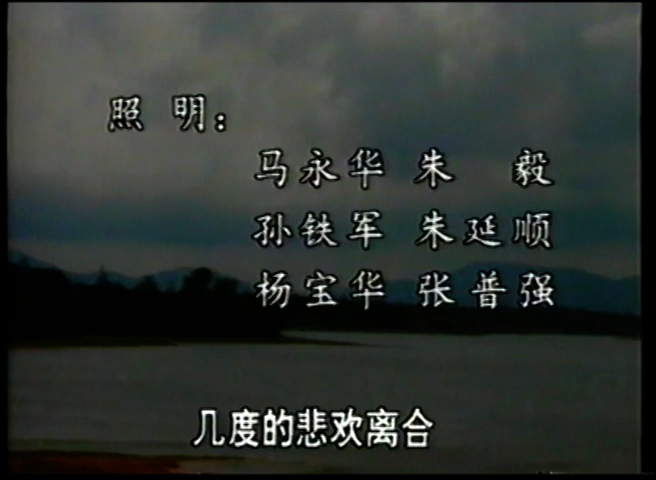 照 明:
马永华 朱 毅
孙铁军 朱延顺
杨宝华 张普强
几度的悲欢离合